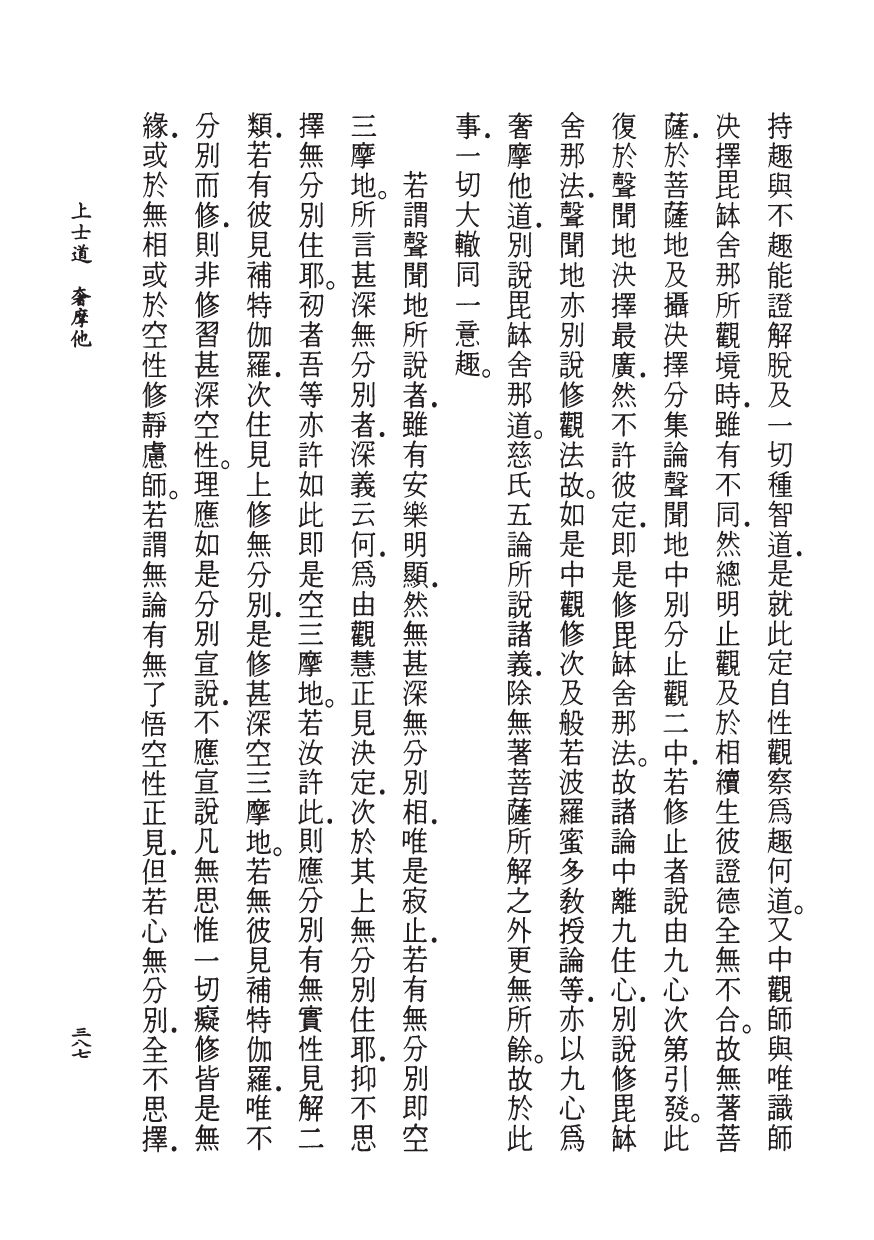 持趣與不趣能證解脫及一切種智道．是就此定自性觀察爲趣何道。又中觀師與唯識師
決擇毘缽舍那所觀境時．雖有不同．然總明止觀及於相續生彼證德全無不合。故無著菩
薩．於菩薩地及攝決擇分集論聲聞地中別分止觀二中．若修止者說由九心次第引發。此
復於聲聞地決擇最廣．然不許彼定．即是修毘缽舍那法。故諸論中離九住心．別說修毘缽
舍那法．聲聞地亦別說修觀法故。如是中觀修次及般若波羅蜜多教授論等．亦以九心爲
奢摩他道．別說毘缽舍那道。慈氏五論所說諸義．除無著菩薩所解之外更無所餘。故於此
事．一切大轍同一意趣。
若謂聲聞地所說者．雖有安樂明顯．然無甚深無分別相．唯是寂止．若有無分別即空
三摩地。所言甚深無分別者．深義云何．爲由觀慧正見決定．次於其上無分別住耶．抑不思
擇無分別住耶。初者吾等亦許如此即是空三摩地。若汝許此．則應分別有無實性見解二
類．若有彼見補特伽羅．次住見上修無分別．是修甚深空三摩地。若無彼見補特伽羅．唯不
分別而修．則非修習甚深空性。理應如是分別宣說．不應宣說凡無思惟一切癡修皆是無
緣．或於無相或於空性修靜慮師。若謂無論有無了悟空性正見．但若心無分別．全不思擇．
上士道　奢摩他
三八七